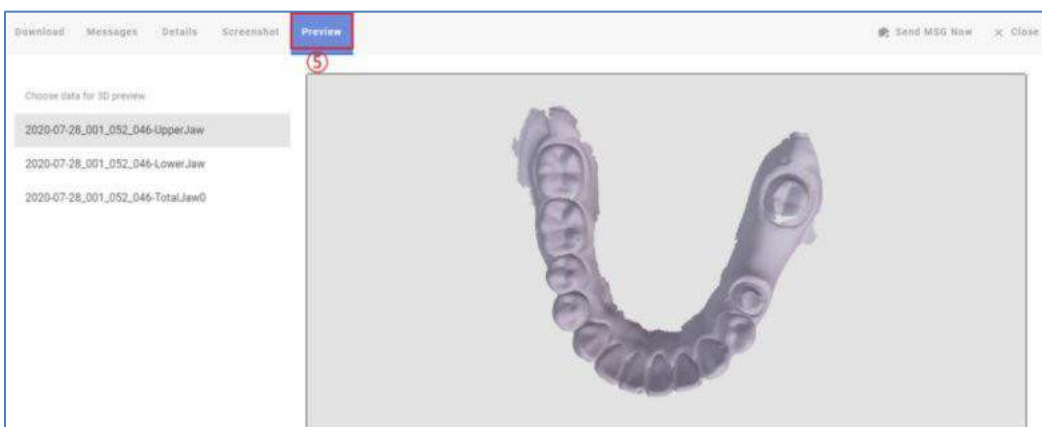 Download Messages Details Screenshot Preview Send MSG Now × Close
⑤
Choose data for 3D preview
2020-07-28_001_052_046-UpperJaw
2020-07-28_001_052_046-LowerJaw
2020-07-28_001_052_046-TotalJaw0